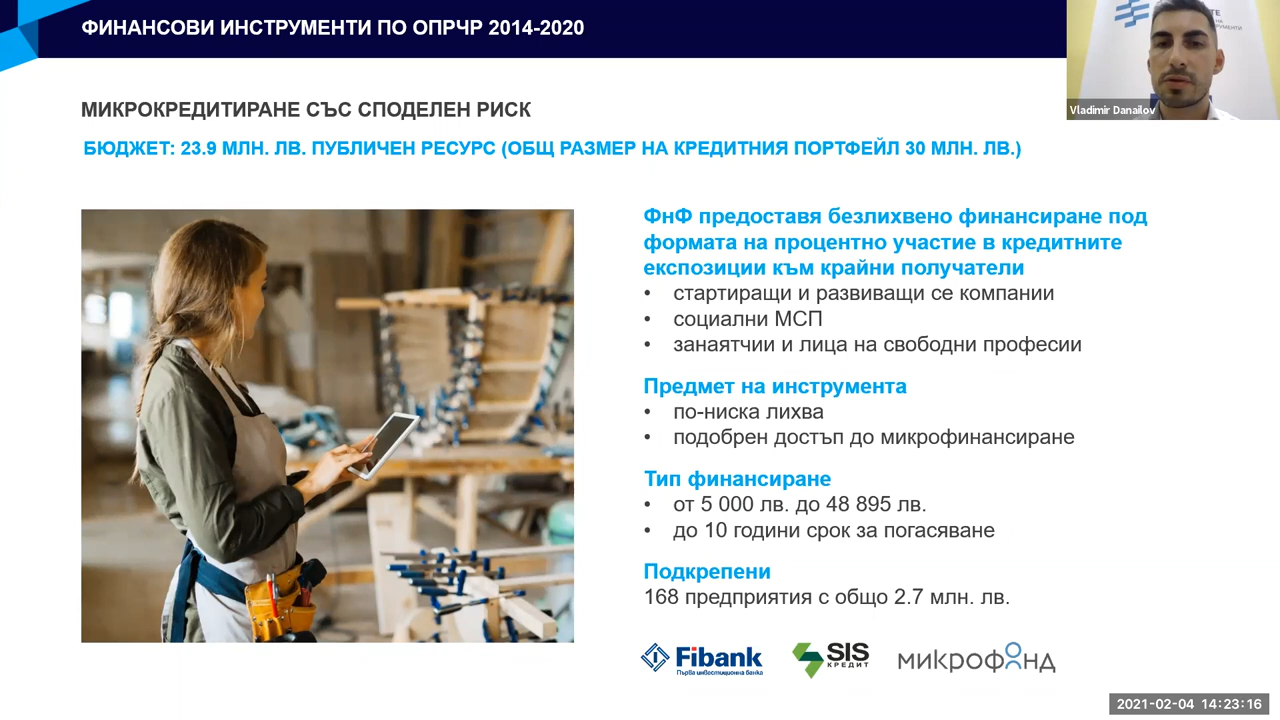 ФИНАНСОВИ ИНСТРУМЕНТИ ПО ОПРЧР 2014-2020
Vladimir Danailov
МИКРОКРЕДИТИРАНЕ СЪС СПОДЕЛЕН РИСК
БЮДЖЕТ: 23.9 МЛН. ЛВ. ПУБЛИЧЕН РЕСУРС (ОБЩ РАЗМЕР НА КРЕДИТНИЯ ПОРТФЕЙЛ 30 МЛН. ЛВ.)
ФнФ предоставя безлихвено финансиране под
формата на процентно участие в кредитните
експозиции към крайни получатели
• стартиращи и развиващи се компании
• социални МСП
• занаятчии и лица на свободни професии
Предмет на инструмента
• по-ниска лихва
• подобрен достъп до микрофинансиране
Тип финансиране
• от 5 000 лв. до 48 895 лв.
• до 10 години срок за погасяване
Подкрепени
168 предприятия с общо 2.7 млн. лв.
Fibank
Първа инвестиционна банка
SIS
КРЕДИТ
микрофонд
2021-02-04 14:23:16